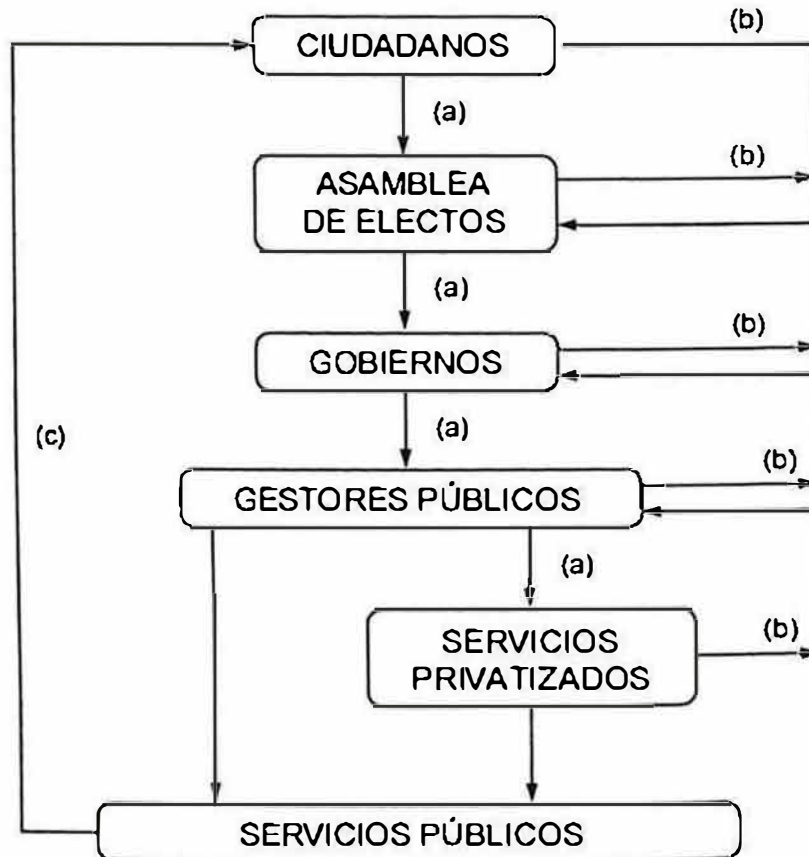 CIUDADANOS
(b)
(a)
ASAMBLEA
DE ELECTOS
(b)
(a)
GOBIERNOS
(b)
(c)
(a)
GESTORES PÚBLICOS
(b)
(a)
SERVICIOS
PRIVATIZADOS
(b)
SERVICIOS PÚBLICOS